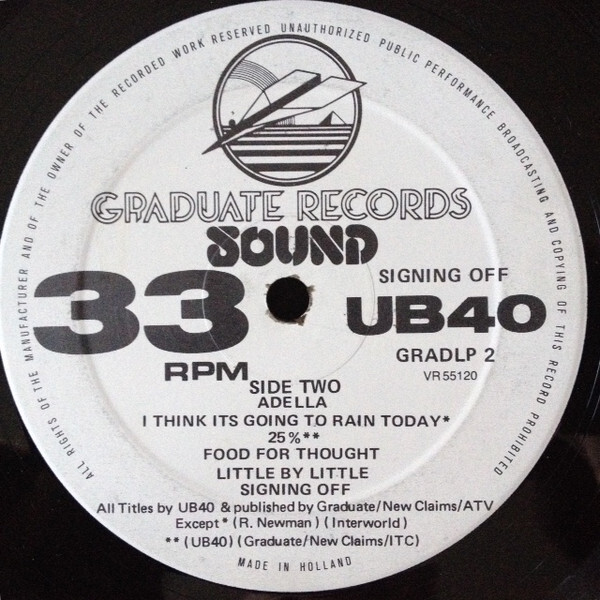 ALL RIGHTS OF THE MANUFACTURER AND OF THE OWNER OF THE RECORDED WORK RESERVED UNAUTHORIZED PUBLIC PERFORMANCE BROADCASTING AND COPYING OF THIS RECORD PROHIBITED
GRADUATE RECORDS
SOUND
33
RPM
SIGNING OFF
UB40
GRADLP 2
VR 55120
SIDE TWO
ADELLA
I THINK ITS GOING TO RAIN TODAY*
25%**
FOOD FOR THOUGHT
LITTLE BY LITTLE
SIGNING OFF
All Titles by UB40 & published by Graduate/New Claims/ATV
Except * (R. Newman) (Interworld)
** (UB40) (Graduate/New Claims/ITC)
MADE IN HOLLAND